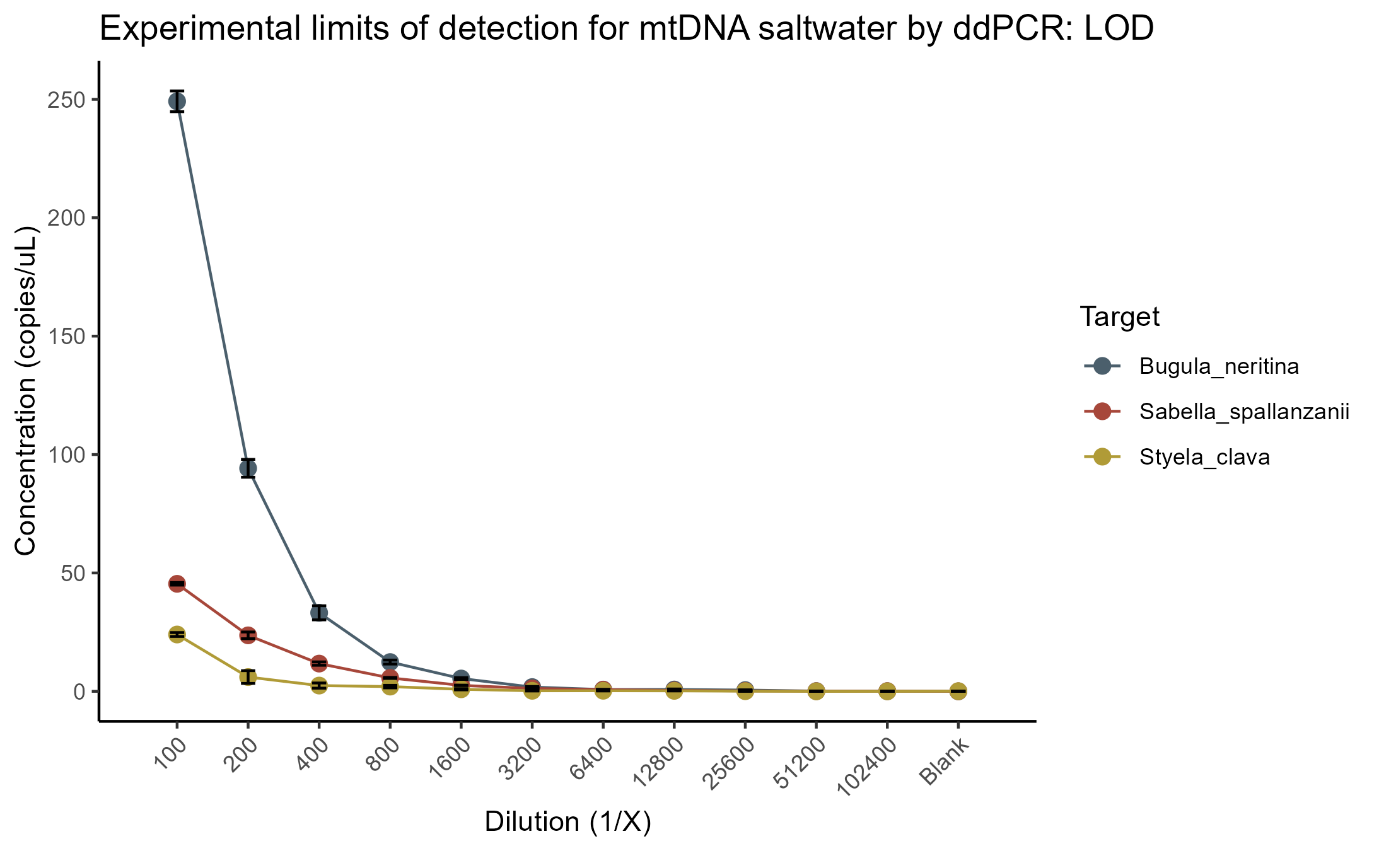 Experimental limits of detection for mtDNA saltwater by ddPCR: LOD
Concentration (copies/uL)
250
200
150
100
50
0
100
200
400
800
1600
3200
6400
12800
25600
51200
102400
Blank
Dilution (1/X)
Target
Bugula_neritina
Sabella_spallanzanii
Styela_clava